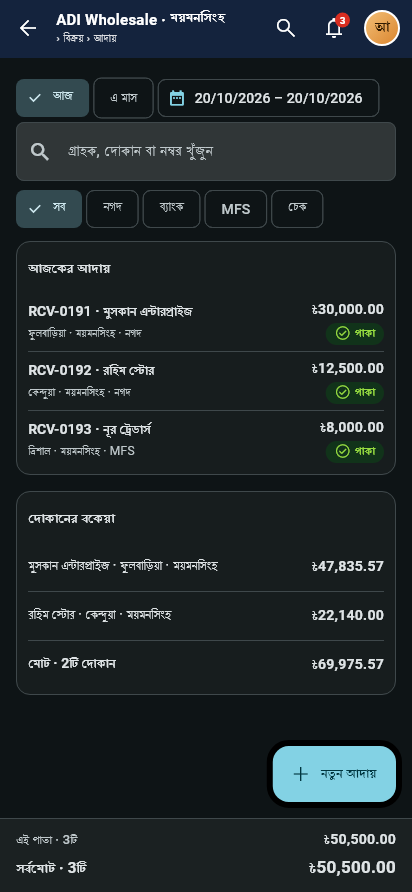 ADI Wholesale · ময়মনসিংহ
› বিক্রয় › আদায়
3
আ
আজ
এ মাস
20/10/2026 – 20/10/2026
গ্রাহক, দোকান বা নম্বর খুঁজুন
সব
নগদ
ব্যাংক
MFS
চেক
আজকের আদায়
RCV-0191 · মুসকান এন্টারপ্রাইজ
৳30,000.00
ফুলবাড়িয়া · ময়মনসিংহ · নগদ
পাকা
RCV-0192 · রহিম স্টোর
৳12,500.00
কেন্দুয়া · ময়মনসিংহ · নগদ
পাকা
RCV-0193 · নূর ট্রেডার্স
৳8,000.00
ত্রিশাল · ময়মনসিংহ · MFS
পাকা
দোকানের বকেয়া
মুসকান এন্টারপ্রাইজ · ফুলবাড়িয়া · ময়মনসিংহ
৳47,835.57
রহিম স্টোর · কেন্দুয়া · ময়মনসিংহ
৳22,140.00
মোট · 2টি দোকান
৳69,975.57
নতুন আদায়
এই পাতা · 3টি
৳50,500.00
সর্বমোট · 3টি
৳50,500.00